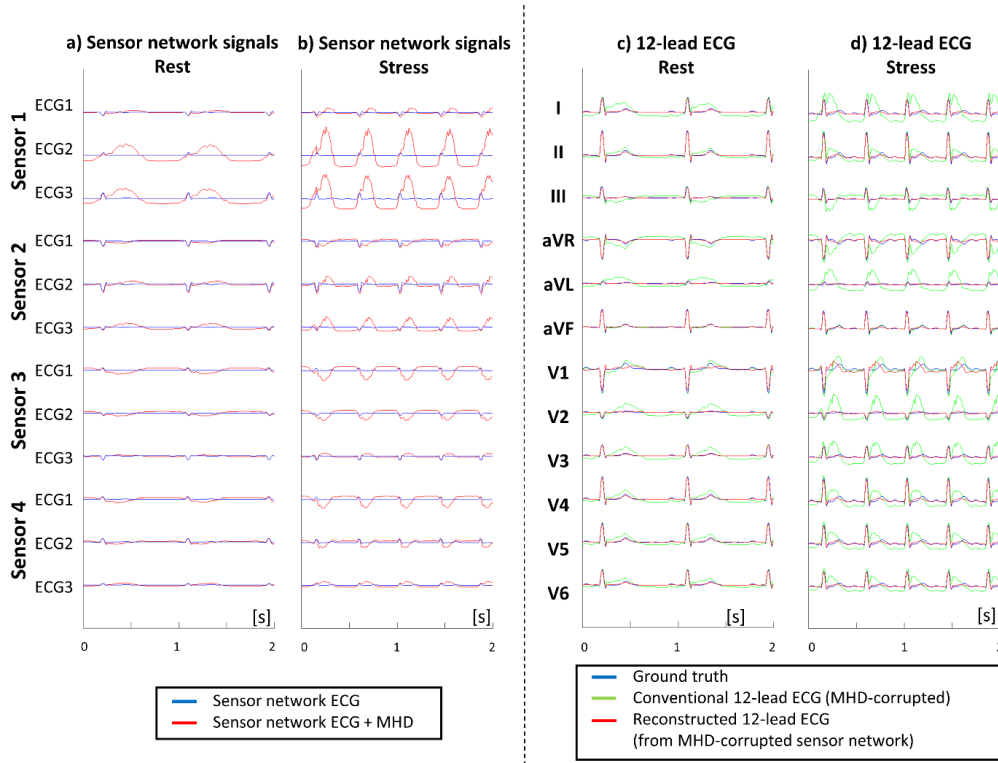 a) Sensor network signals
Rest
b) Sensor network signals
Stress
c) 12-lead ECG
Rest
d) 12-lead ECG
Stress
Sensor 1
ECG1
ECG2
ECG3
Sensor 2
ECG1
ECG2
ECG3
Sensor 3
ECG1
ECG2
ECG3
Sensor 4
ECG1
ECG2
ECG3
I
II
III
aVR
aVL
aVF
V1
V2
V3
V4
V5
V6
[s]
0 1 2
[s]
0 1 2
[s]
0 1 2
[s]
0 1 2
Sensor network ECG
Sensor network ECG + MHD
Ground truth
Conventional 12-lead ECG (MHD-corrupted)
Reconstructed 12-lead ECG
(from MHD-corrupted sensor network)